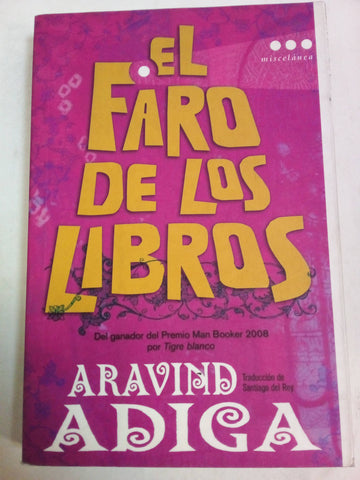 miscelánea
EL
FARO
DE LOS
LIBROS
Del ganador del Premio Man Booker 2008
por Tigre blanco
ARAVIND
Traducción de
Santiago del Rey
ADIGA